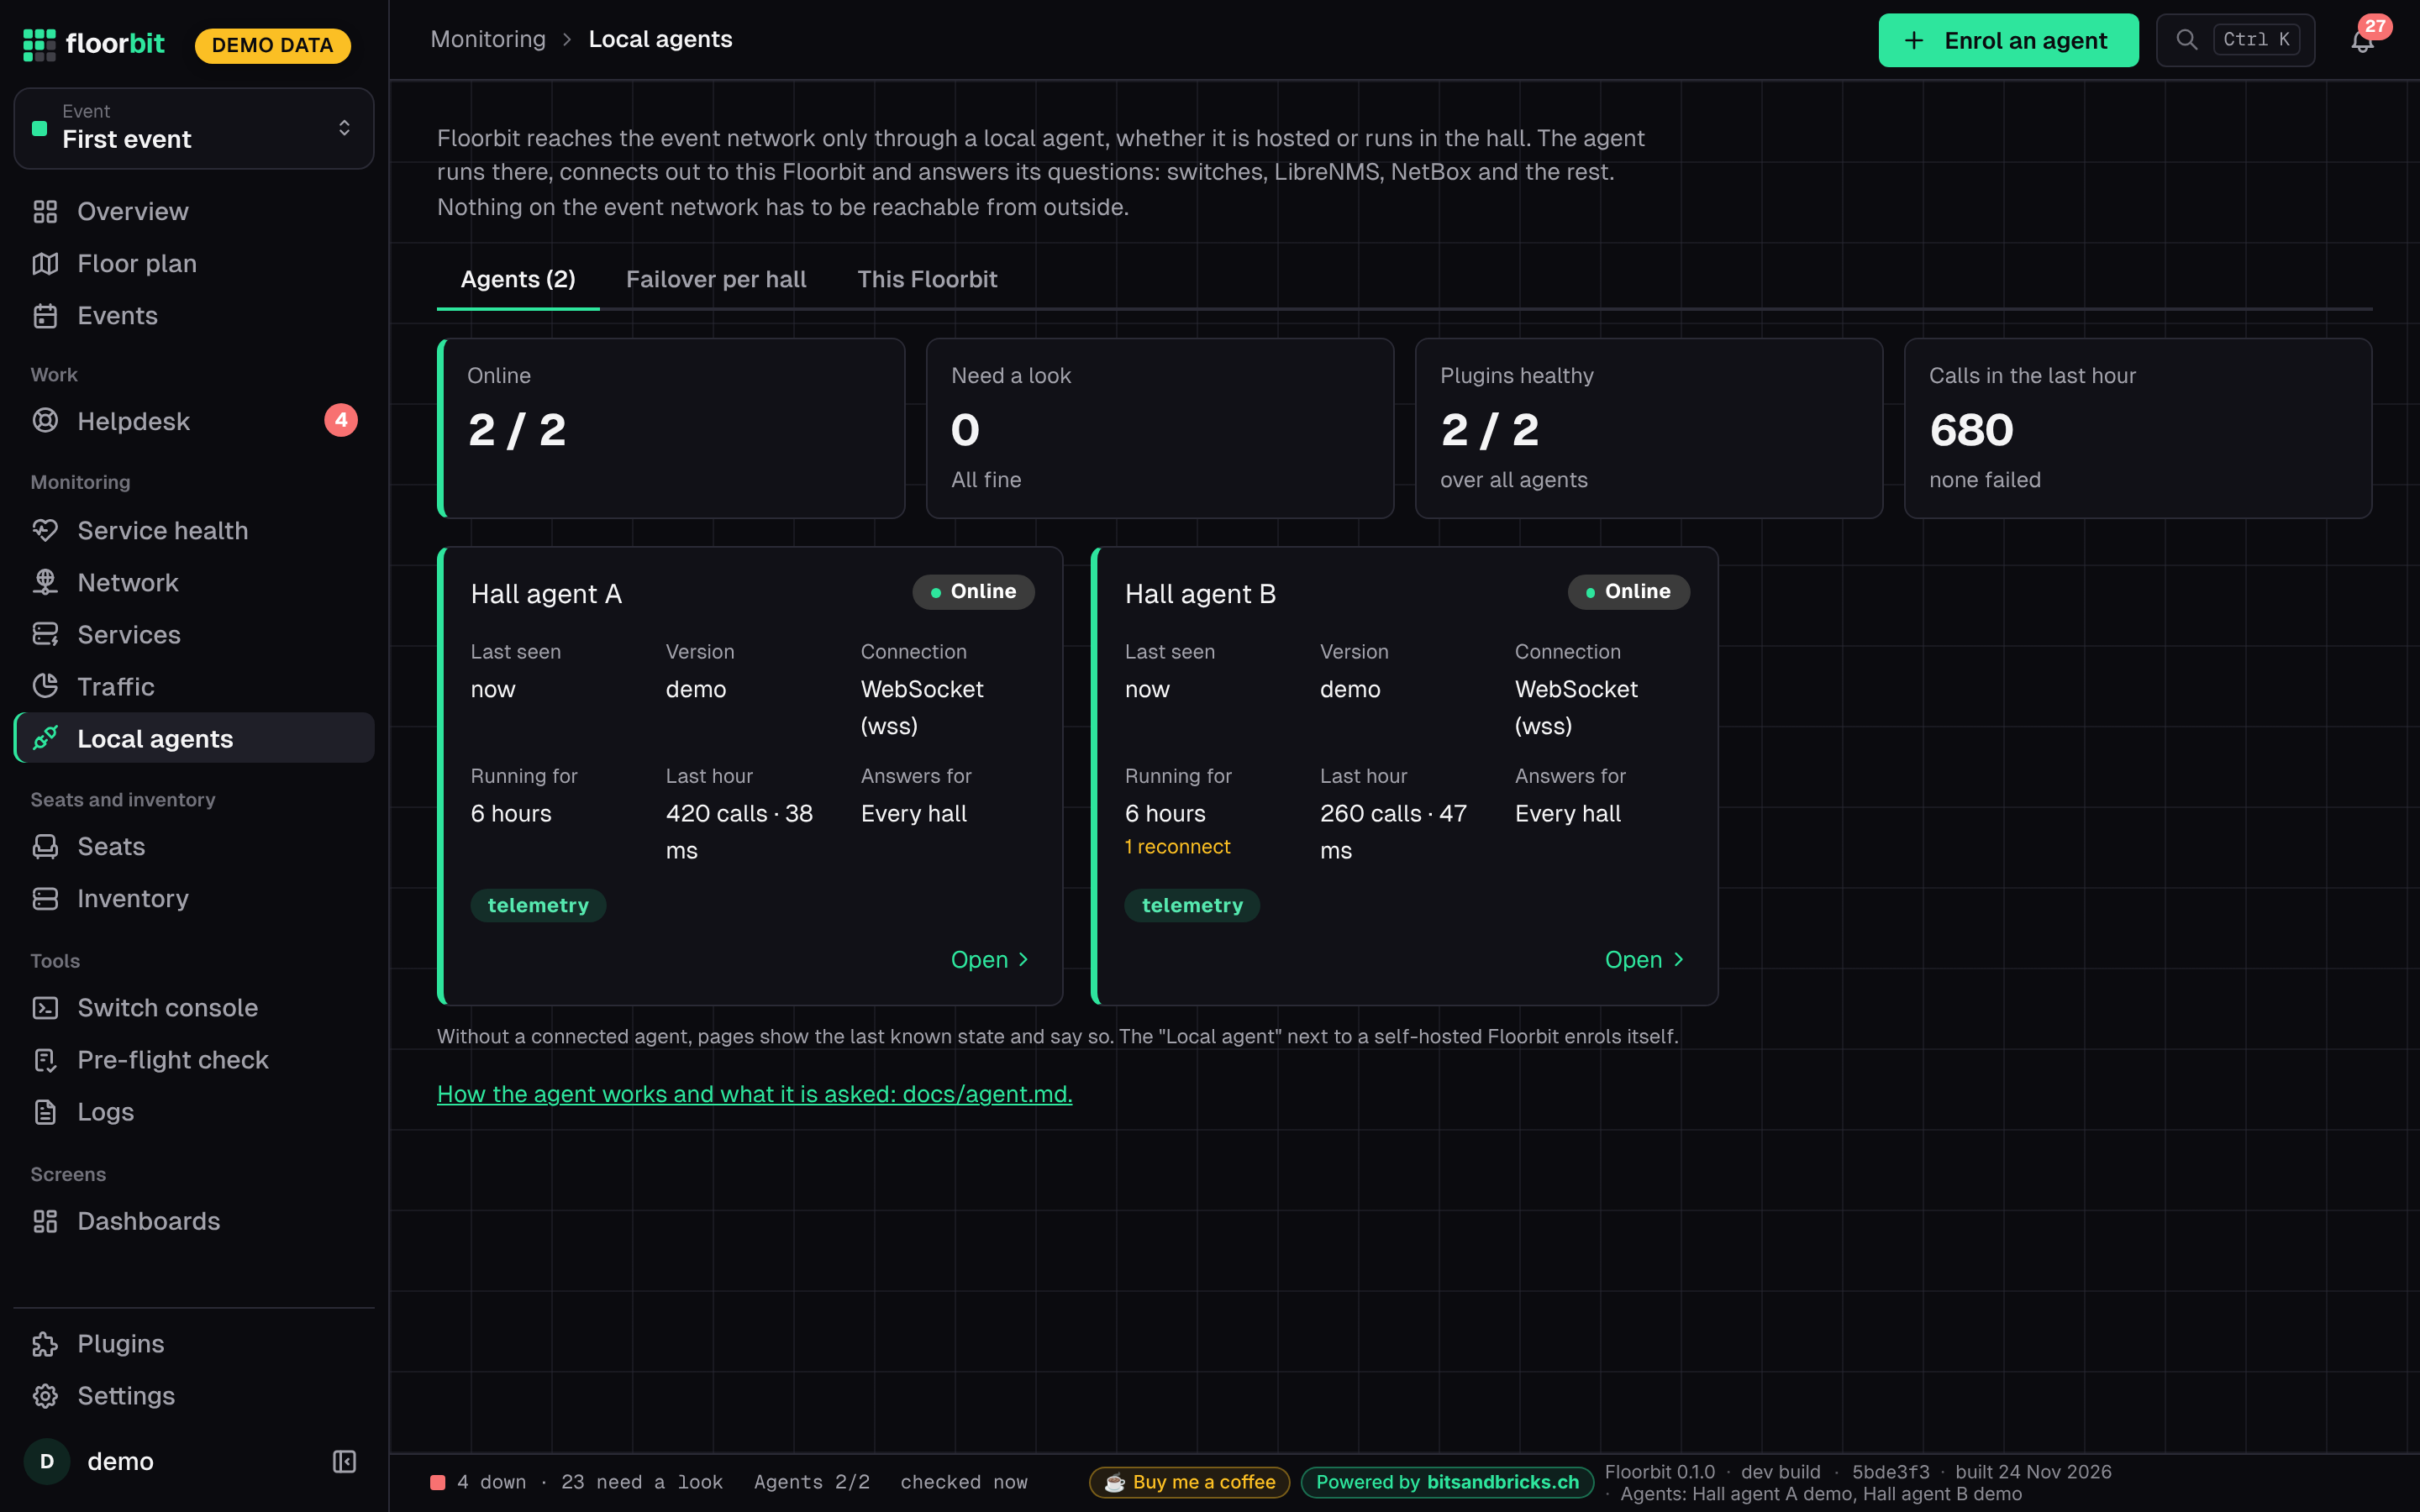 floorbit
DEMO DATA
Event
First event
Overview
Floor plan
Events
Work
Helpdesk
4
Monitoring
Service health
Network
Services
Traffic
Local agents
Seats and inventory
Seats
Inventory
Tools
Switch console
Pre-flight check
Logs
Screens
Dashboards
Plugins
Settings
D
demo
Monitoring
Local agents
Enrol an agent
Ctrl K
27
Floorbit reaches the event network only through a local agent, whether it is hosted or runs in the hall. The agent
runs there, connects out to this Floorbit and answers its questions: switches, LibreNMS, NetBox and the rest.
Nothing on the event network has to be reachable from outside.
Agents (2)
Failover per hall
This Floorbit
Online
2 / 2
Need a look
0
All fine
Plugins healthy
2 / 2
over all agents
Calls in the last hour
680
none failed
Hall agent A
Online
Last seen
now
Version
demo
Connection
WebSocket
(wss)
Running for
6 hours
Last hour
420 calls · 38
ms
Answers for
Every hall
telemetry
Open
Hall agent B
Online
Last seen
now
Version
demo
Connection
WebSocket
(wss)
Running for
6 hours
1 reconnect
Last hour
260 calls · 47
ms
Answers for
Every hall
telemetry
Open
Without a connected agent, pages show the last known state and say so. The "Local agent" next to a self-hosted Floorbit enrols itself.
How the agent works and what it is asked: docs/agent.md.
4 down · 23 need a look
Agents 2/2
checked now
Buy me a coffee
Powered by bitsandbricks.ch
Floorbit 0.1.0 · dev build · 5bde3f3 · built 24 Nov 2026
· Agents: Hall agent A demo, Hall agent B demo